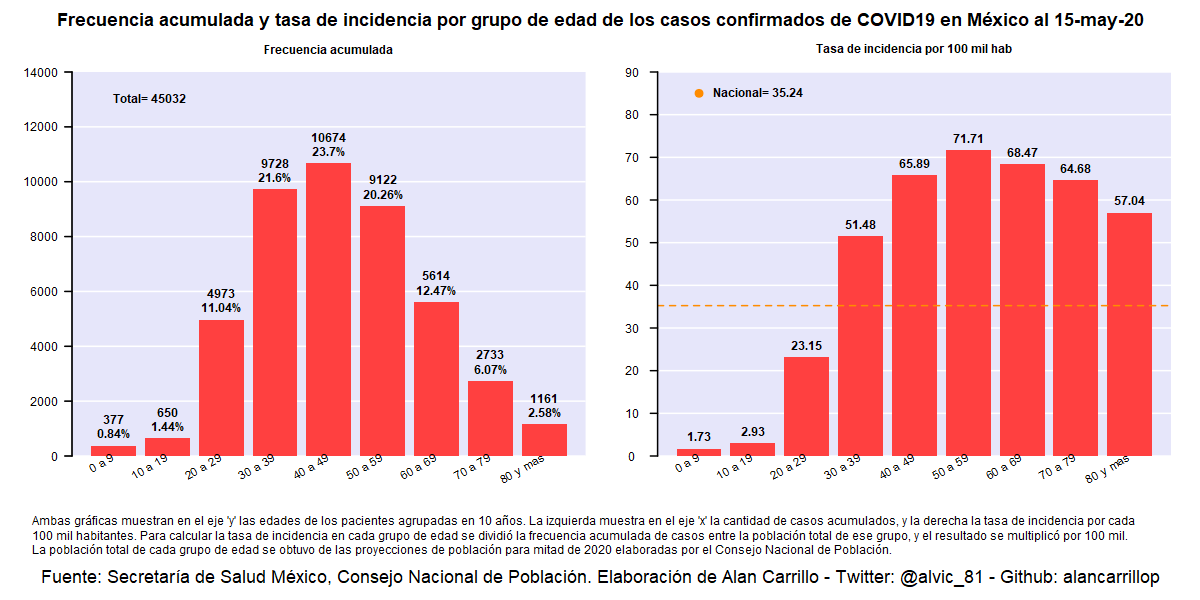 Frecuencia acumulada y tasa de incidencia por grupo de edad de los casos confirmados de COVID19 en México al 15-may-20
Frecuencia acumulada
14000
12000
10000
8000
6000
4000
2000
0
Total= 45032
377
0.84%
650
1.44%
4973
11.04%
9728
21.6%
10674
23.7%
9122
20.26%
5614
12.47%
2733
6.07%
1161
2.58%
0 a 9
10 a 19
20 a 29
30 a 39
40 a 49
50 a 59
60 a 69
70 a 79
80 y mas
Tasa de incidencia por 100 mil hab
90
80
70
60
50
40
30
20
10
0
Nacional= 35.24
1.73
2.93
23.15
51.48
65.89
71.71
68.47
64.68
57.04
0 a 9
10 a 19
20 a 29
30 a 39
40 a 49
50 a 59
60 a 69
70 a 79
80 y mas
Ambas gráficas muestran en el eje 'y' las edades de los pacientes agrupadas en 10 años. La izquierda muestra en el eje 'x' la cantidad de casos acumulados, y la derecha la tasa de incidencia por cada
100 mil habitantes. Para calcular la tasa de incidencia en cada grupo de edad se dividió la frecuencia acumulada de casos entre la población total de ese grupo, y el resultado se multiplicó por 100 mil.
La población total de cada grupo de edad se obtuvo de las proyecciones de población para mitad de 2020 elaboradas por el Consejo Nacional de Población.
Fuente: Secretaría de Salud México, Consejo Nacional de Población. Elaboración de Alan Carrillo - Twitter: @alvic_81 - Github: alancarrillop